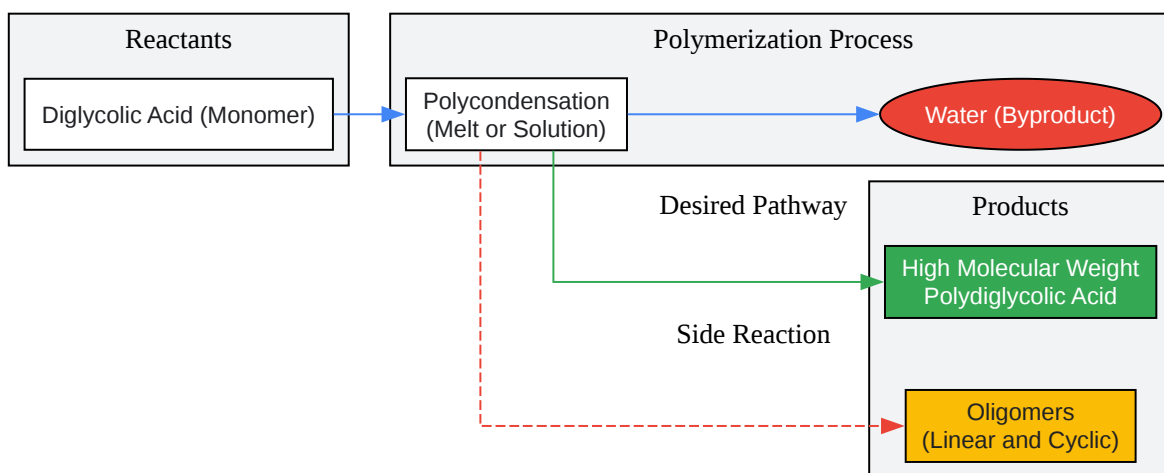 Reactants
Polymerization Process
Diglycolic Acid (Monomer)
Polycondensation
(Melt or Solution)
Water (Byproduct)
Desired Pathway
Products
High Molecular Weight
Polydiglycolic Acid
Side Reaction
Oligomers
(Linear and Cyclic)